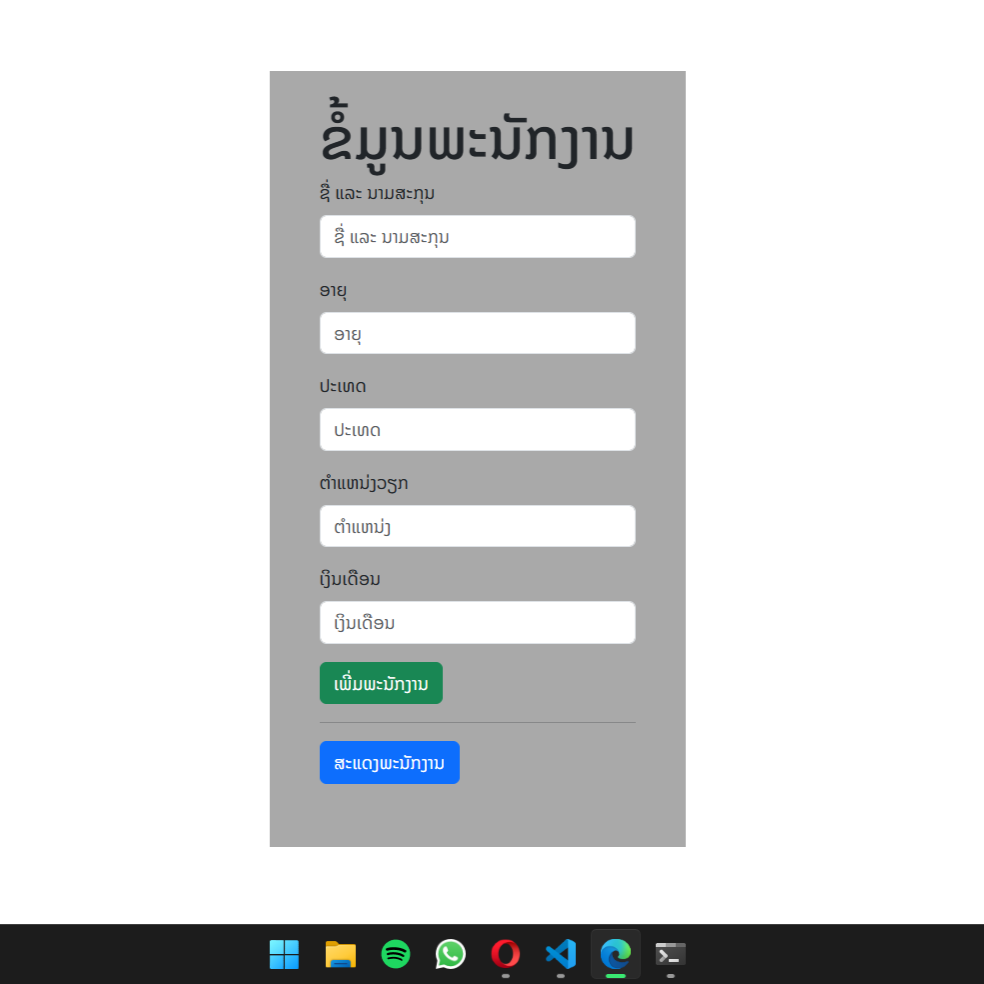 ຂໍ້ມູນພະນັກງານ
ຊື່ ແລະ ນາມສະກຸນ
ຊື່ ແລະ ນາມສະກຸນ
ອາຍຸ
ອາຍຸ
ປະເທດ
ປະເທດ
ຕໍາແຫນ່ງວຽກ
ຕໍາແຫນ່ງ
ເງິນເດືອນ
ເງິນເດືອນ
ເພີ່ມພະນັກງານ
ສະແດງພະນັກງານ